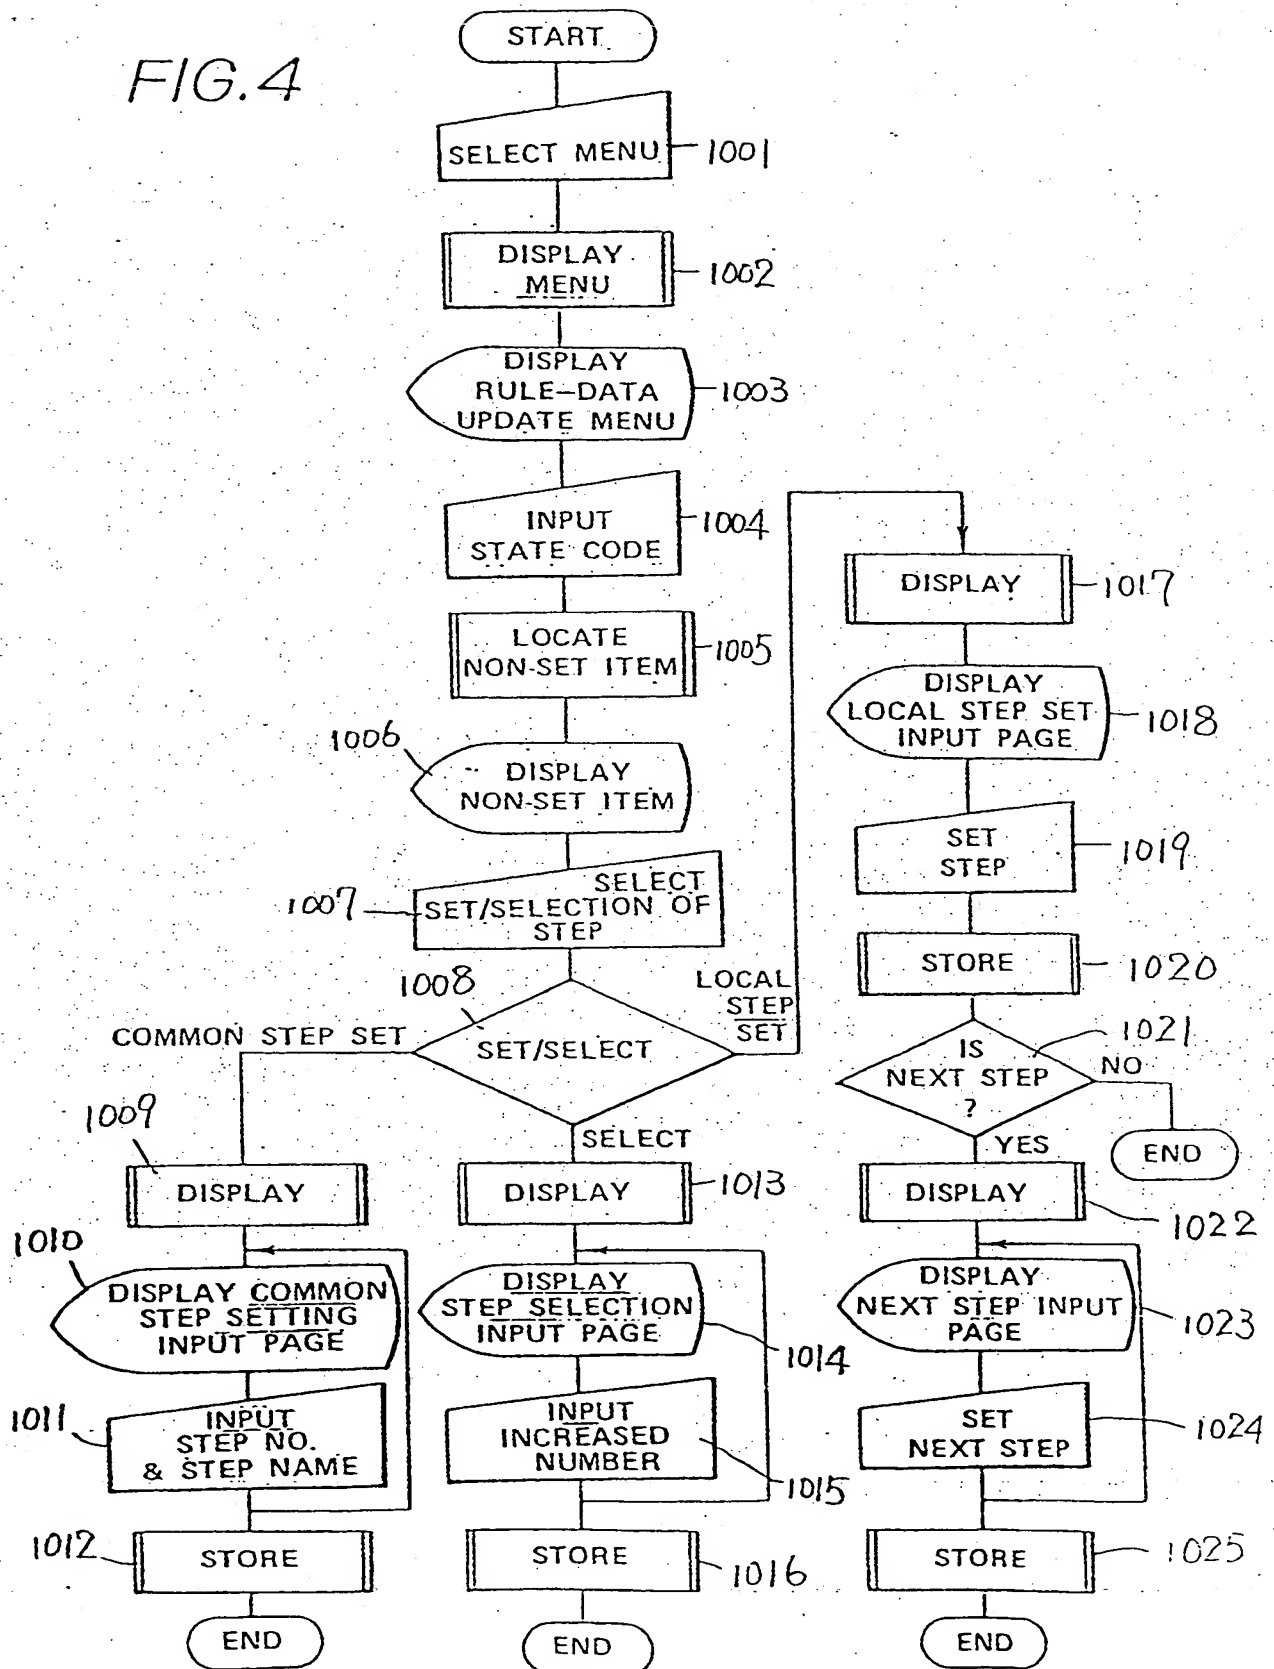 FIG.4
START
SELECT MENU
1001
DISPLAY
MENU
1002
DISPLAY
RULE-DATA
UPDATE MENU
1003
INPUT
STATE CODE
1004
LOCATE
NON-SET ITEM
1005
1006
DISPLAY
NON-SET ITEM
1007
SELECT
SET/SELECTION OF
STEP
1008
SET/SELECT
COMMON STEP SET
LOCAL
STEP
SET
SELECT
1009
DISPLAY
1010
DISPLAY COMMON
STEP SETTING
INPUT PAGE
1011
INPUT
STEP NO.
& STEP NAME
1012
STORE
END
DISPLAY
1013
DISPLAY
STEP SELECTION
INPUT PAGE
1014
INPUT
INCREASED
NUMBER
1015
STORE
1016
END
DISPLAY
1017
DISPLAY
LOCAL STEP SET
INPUT PAGE
1018
SET
STEP
1019
STORE
1020
IS
NEXT STEP
?
1021
NO
END
YES
DISPLAY
1022
DISPLAY
NEXT STEP INPUT
PAGE
1023
SET
NEXT STEP
1024
STORE
1025
END